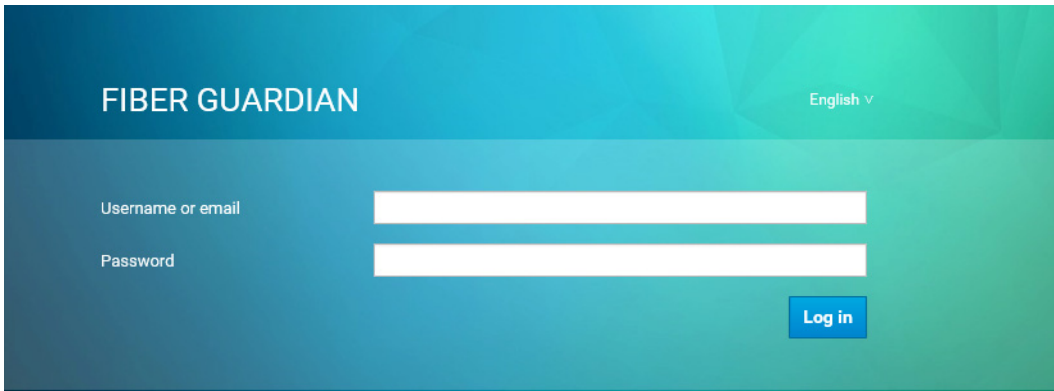 FIBER GUARDIAN
English
Username or email
Password
Log in